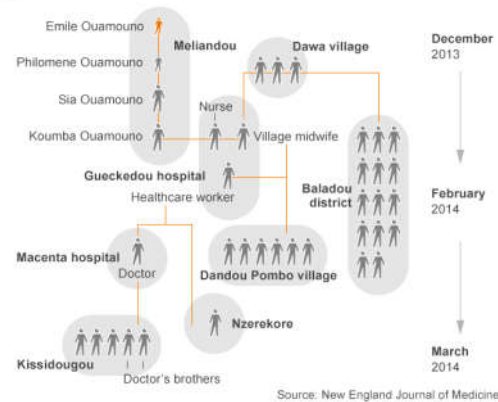 Emile Ouamouno
Meliandou
Dawa village
December
2013
Philomene Ouamouno
Sia Ouamouno
Nurse
Koumba Ouamouno
Village midwife
Gueckedou hospital
Healthcare worker
Baladou
district
February
2014
Macenta hospital
Doctor
Dandou Pombo village
Nzerekore
Kissidougou
Doctor's brothers
March
2014
Source: New England Journal of Medicine